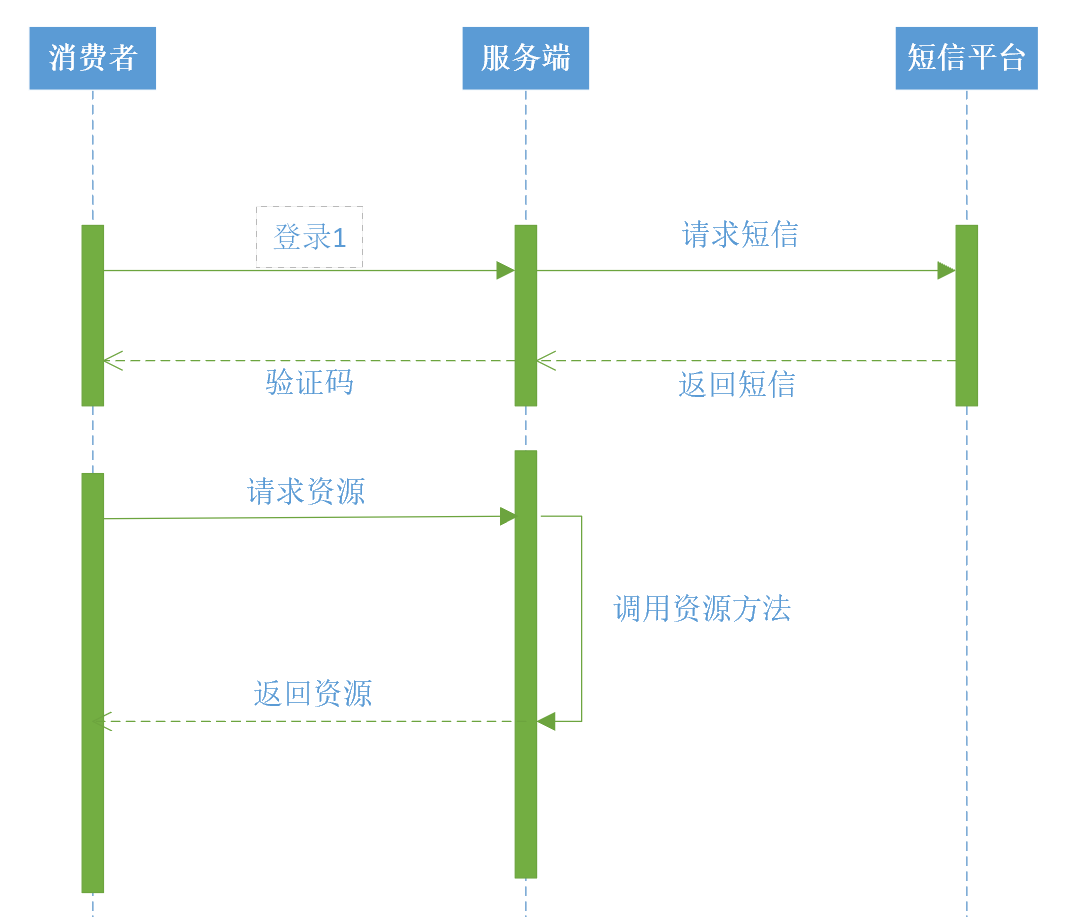 消费者
服务端
短信平台
登录1
请求短信
验证码
返回短信
请求资源
调用资源方法
返回资源